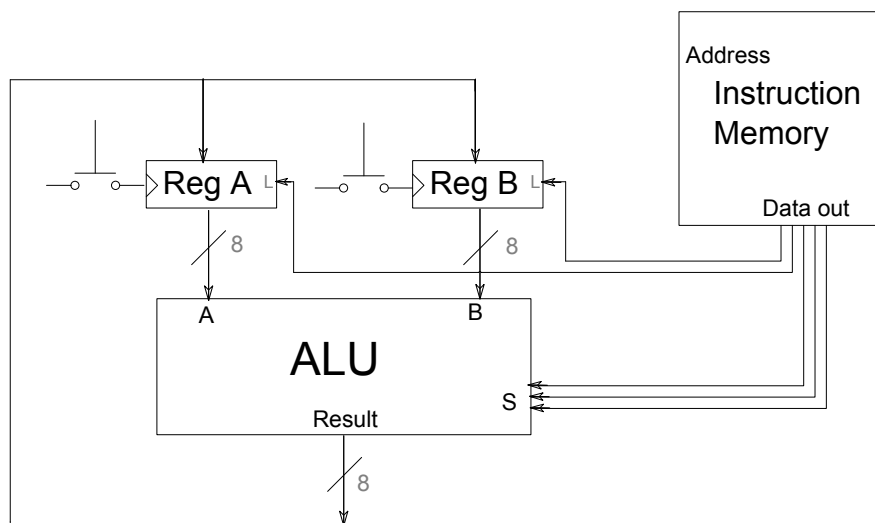 Address
Instruction
Memory
Data out
Reg A L
Reg B L
8
8
A
B
ALU
S
Result
8